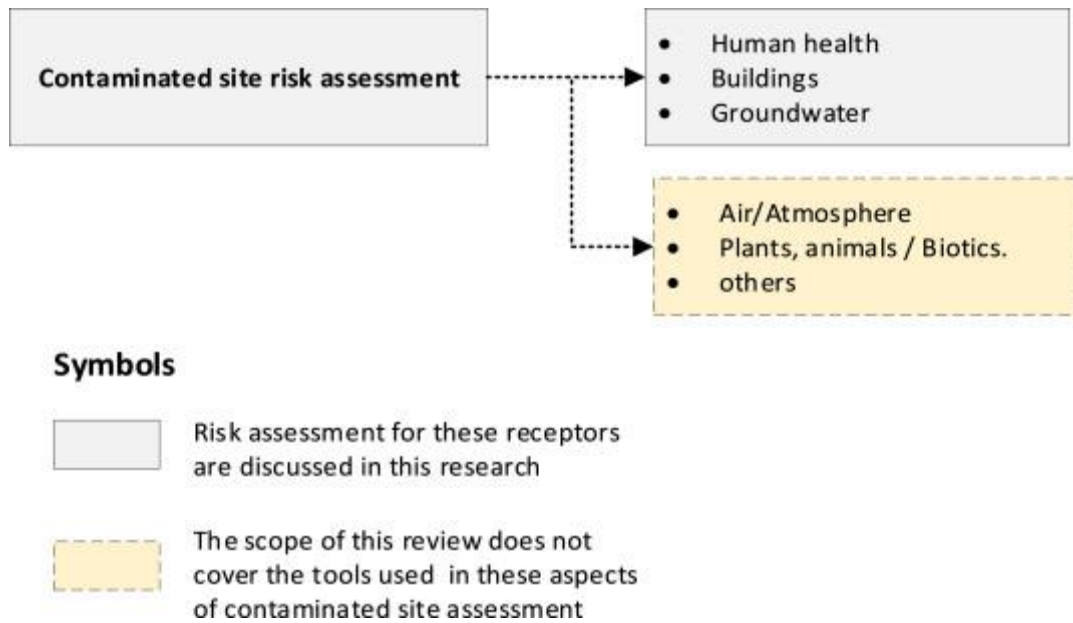 Contaminated site risk assessment
• Human health
• Buildings
• Groundwater
• Air/Atmosphere
• Plants, animals / Biotics.
• others
Symbols
Risk assessment for these receptors
are discussed in this research
The scope of this review does not
cover the tools used in these aspects
of contaminated site assessment